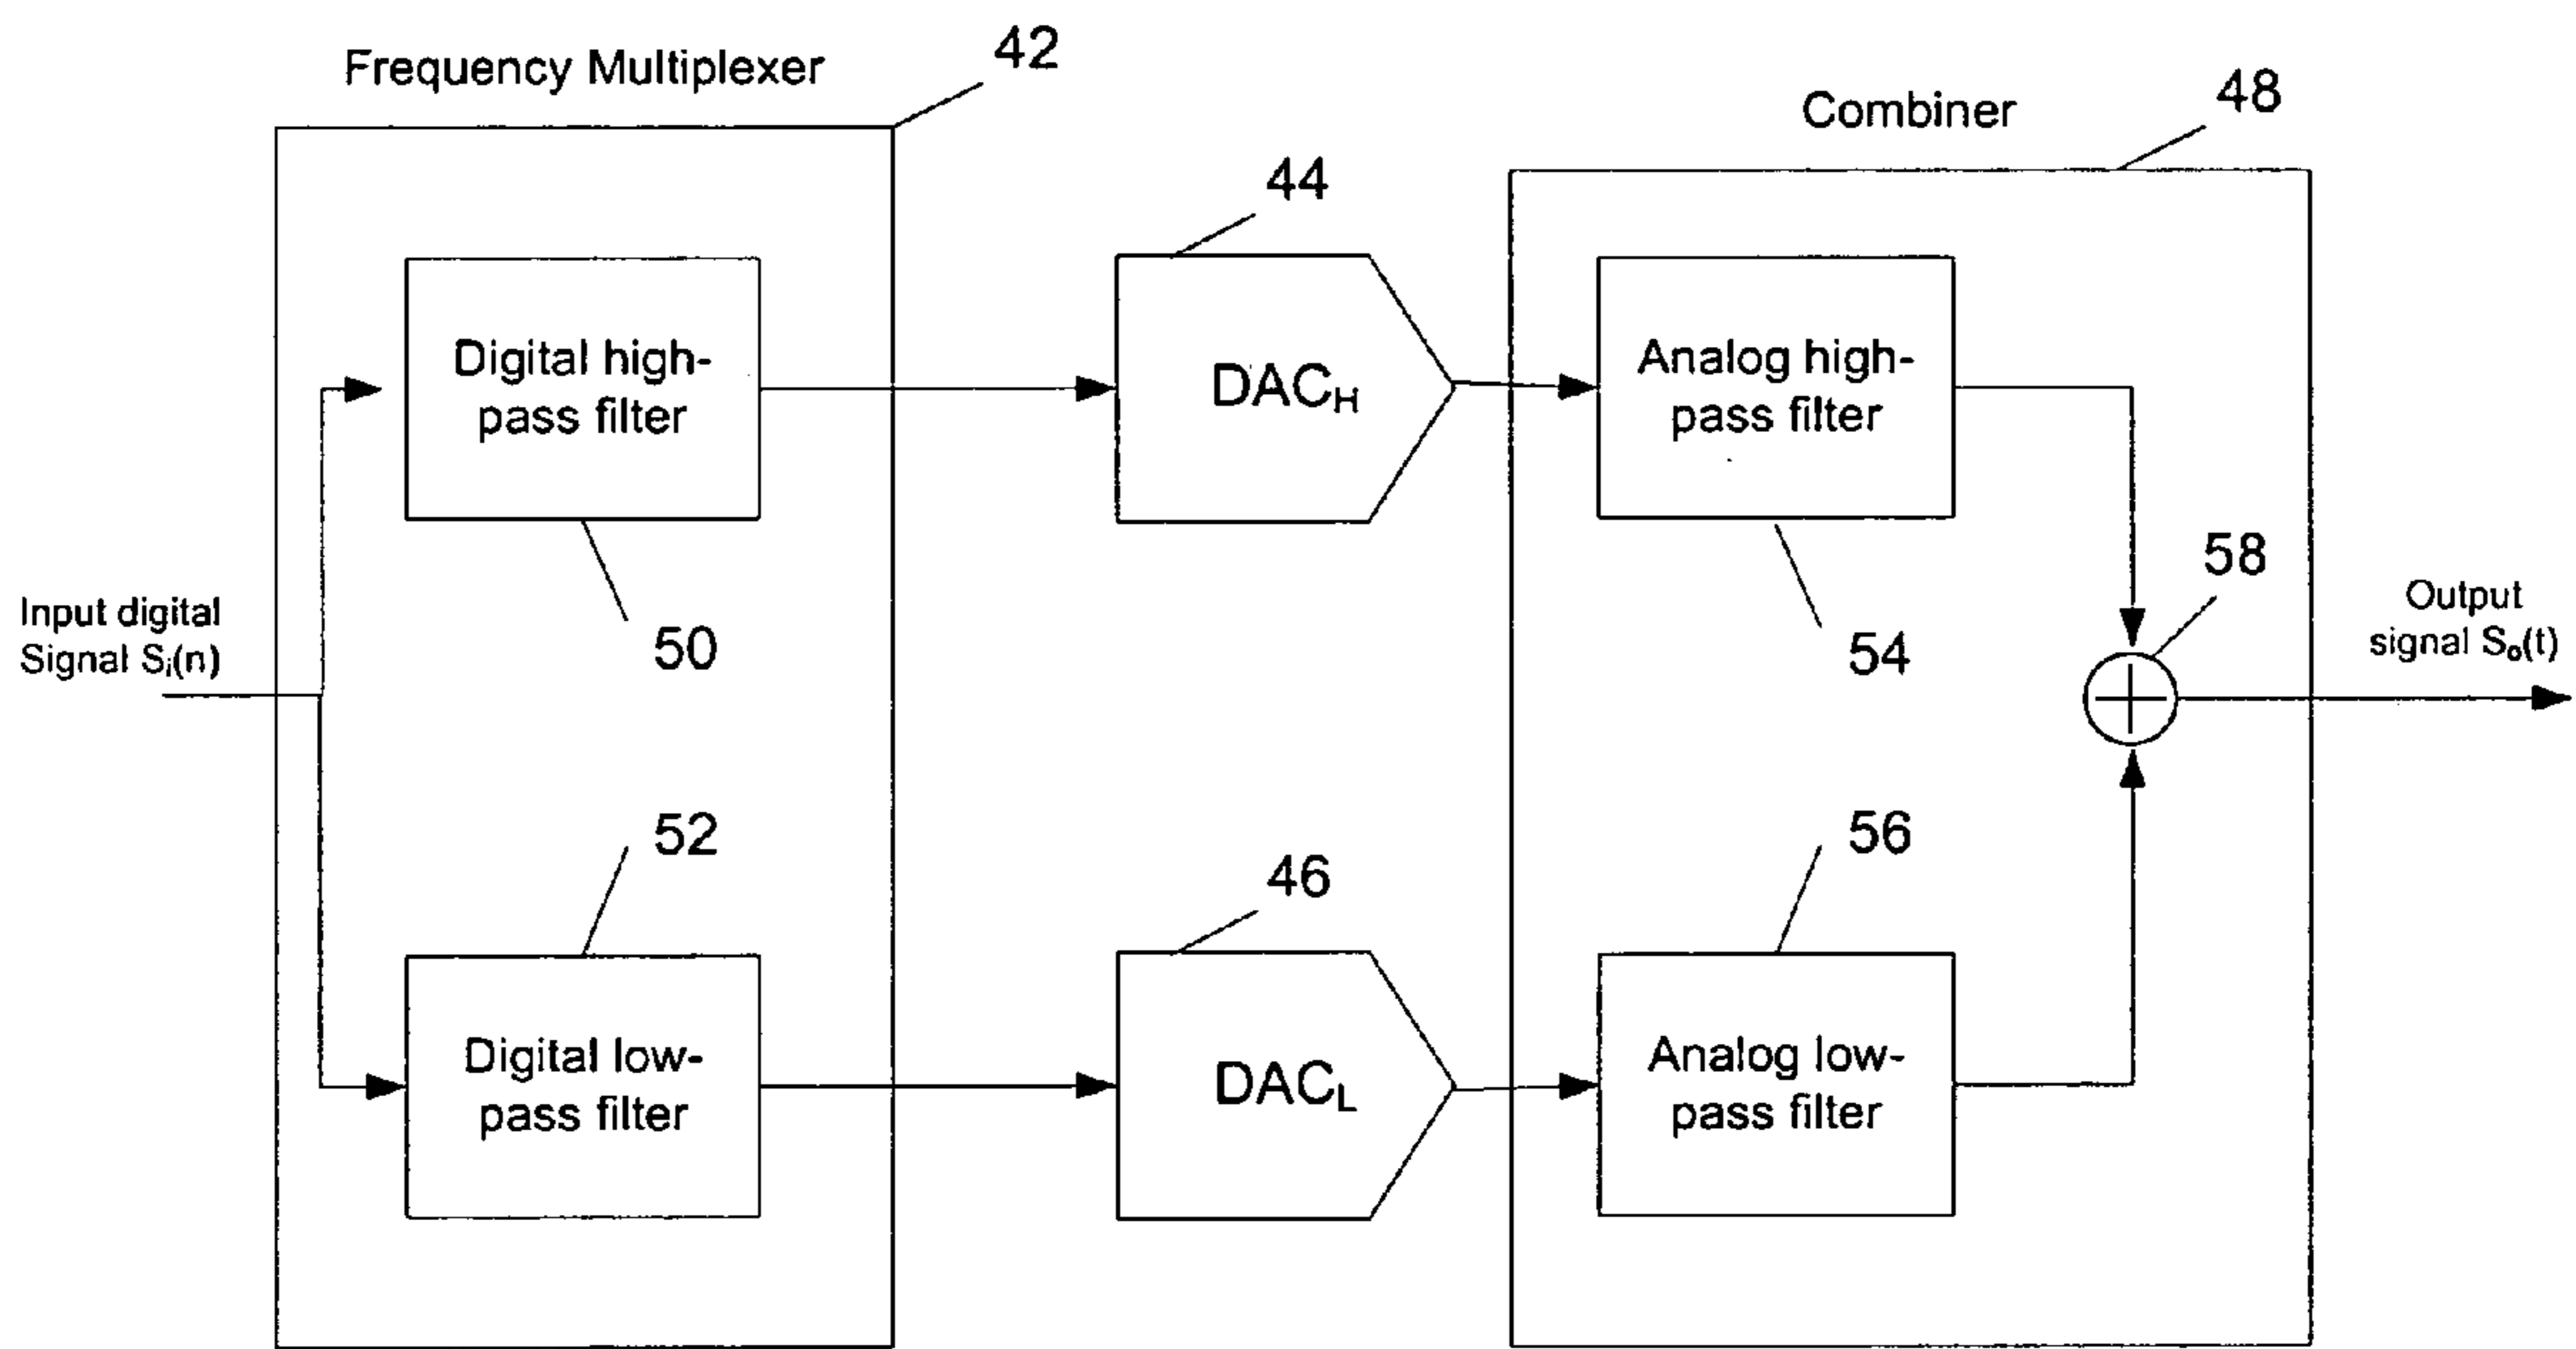 Frequency Multiplexer
42
Combiner
48
44
Digital high-
pass filter
DACH
Analog high-
pass filter
50
54
58
Input digital
Signal Si(n)
Output
signal So(t)
52
46
56
Digital low-
pass filter
DACL
Analog low-
pass filter